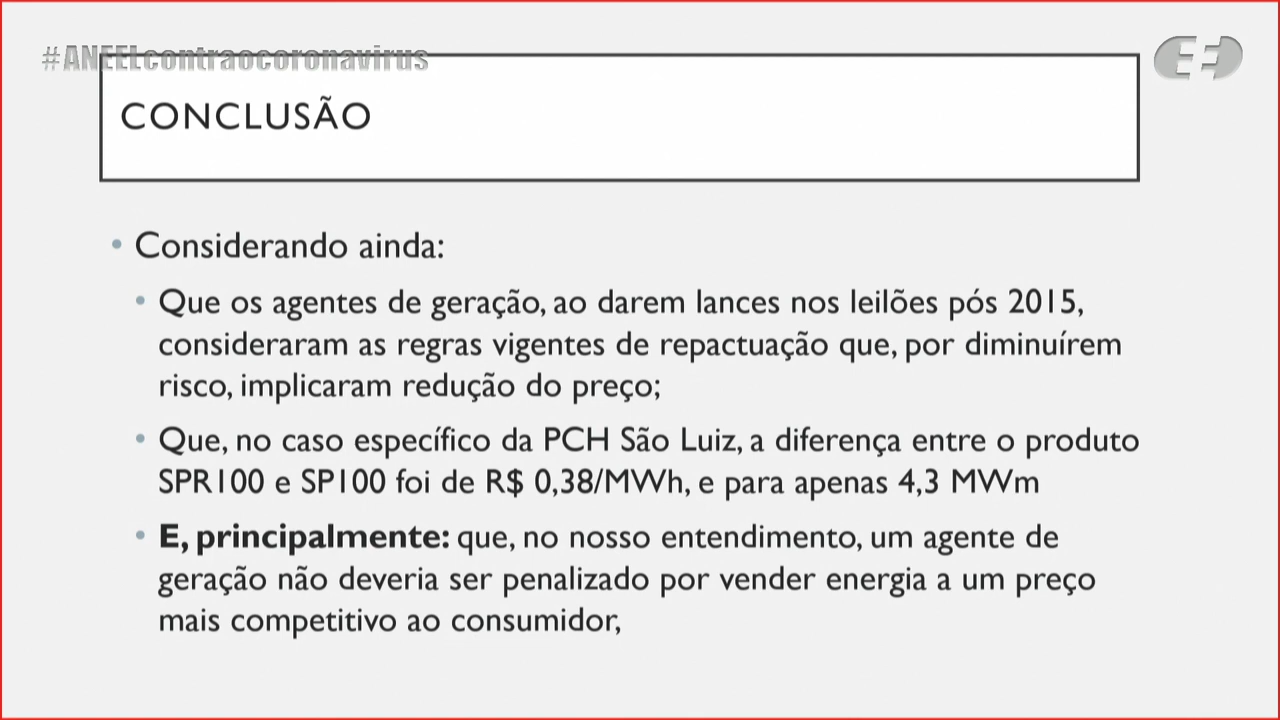 #ANEELcontraocoronavirus
CONCLUSÃO
• Considerando ainda:
• Que os agentes de geração, ao darem lances nos leilões pós 2015,
consideraram as regras vigentes de repactuação que, por diminuírem
risco, implicaram redução do preço;
• Que, no caso específico da PCH São Luiz, a diferença entre o produto
SPR100 e SP100 foi de R$ 0,38/MWh, e para apenas 4,3 MWm
• E, principalmente: que, no nosso entendimento, um agente de
geração não deveria ser penalizado por vender energia a um preço
mais competitivo ao consumidor,